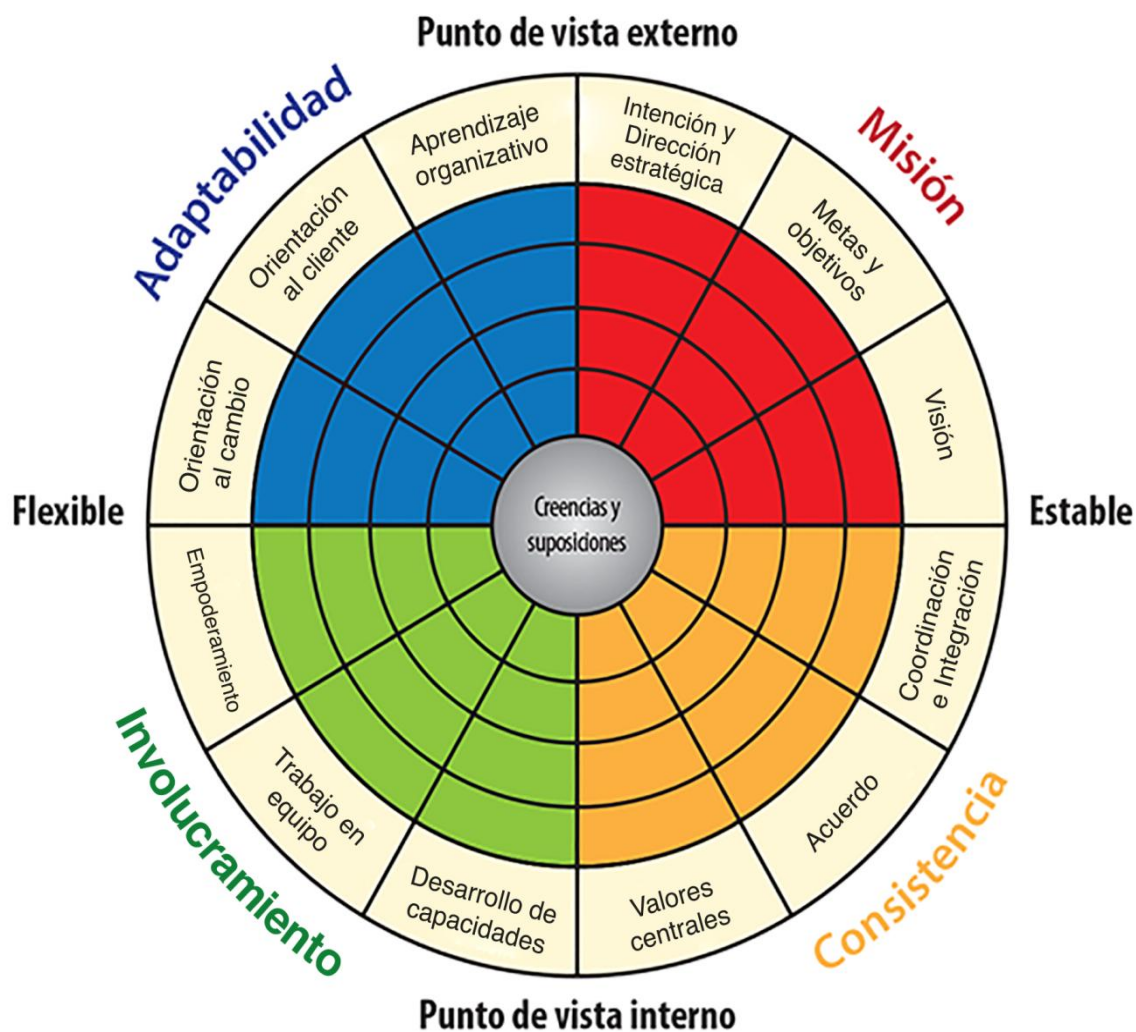 Punto de vista externo
Adaptabilidad
Misión
Aprendizaje
organizativo
Intención y
Dirección
estratégica
Orientación
al cliente
Metas y
objetivos
Orientación
al cambio
Visión
Flexible
Creencias y
suposiciones
Estable
Empoderamiento
Coordinación
e Integración
Trabajo en
equipo
Acuerdo
Desarrollo de
capacidades
Valores
centrales
Involucramiento
Consistencia
Punto de vista interno